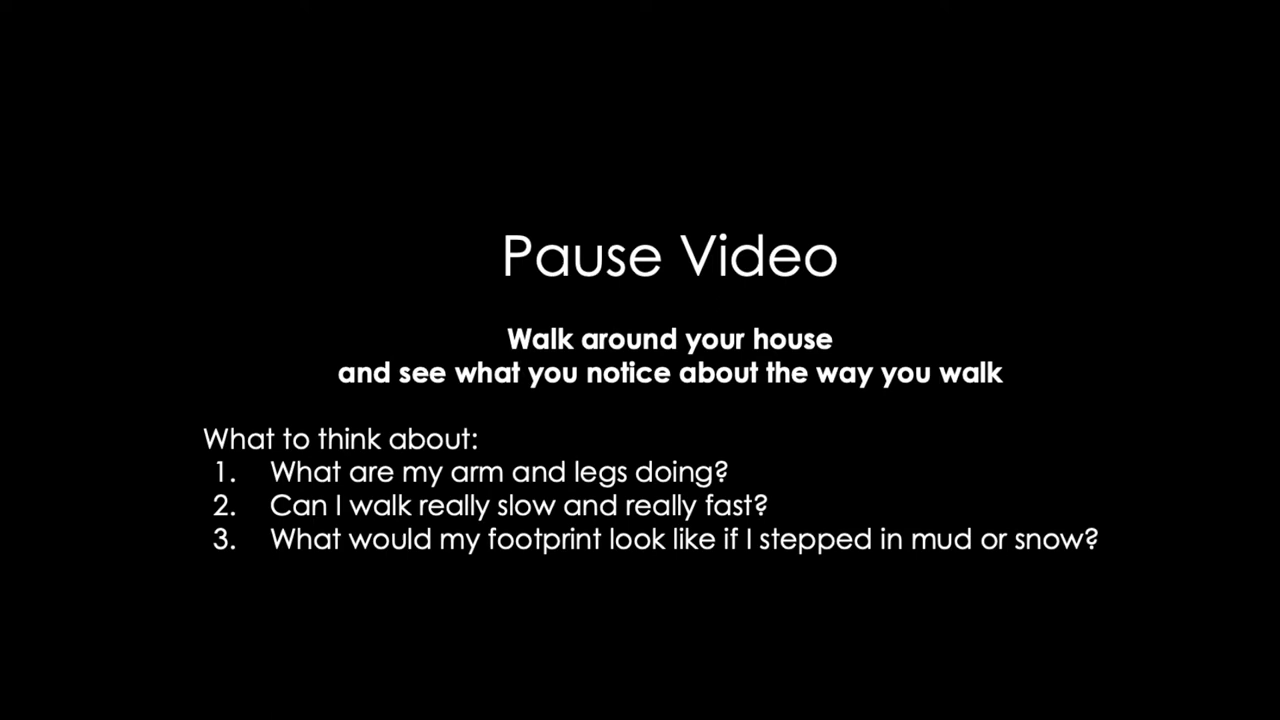 Pause Video
Walk around your house
and see what you notice about the way you walk
What to think about:
1. What are my arm and legs doing?
2. Can I walk really slow and really fast?
3. What would my footprint look like if I stepped in mud or snow?